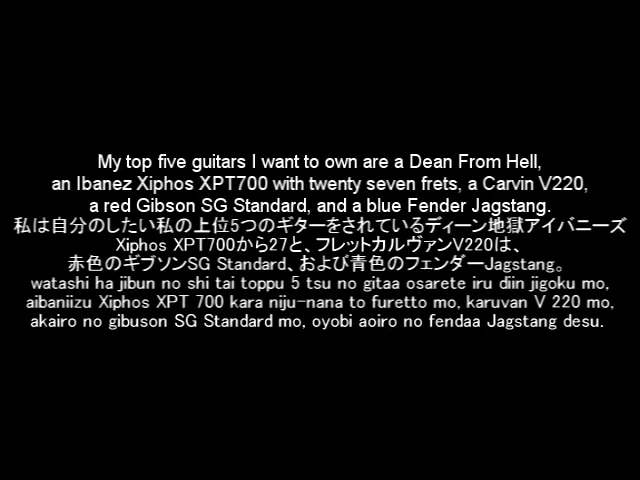 My top five guitars I want to own are a Dean From Hell,
an Ibanez Xiphos XPT700 with twenty seven frets, a Carvin V220,
a red Gibson SG Standard, and a blue Fender Jagstang.
私は自分のしたい私の上位5つのギターをされているディーン地獄アイバニーズ
Xiphos XPT700から27と、フレットカルヴァンV220は、
赤色のギブソンSG Standard、および青色のフェンダーJagstang。
watashi ha jibun no shi tai toppu 5 tsu no gitaa osarete iru diin jigoku mo,
aibaniizu Xiphos XPT 700 kara niju-nana to furetto mo, karuvan V 220 mo,
akairo no gibuson SG Standard mo, oyobi aoiro no fendaa Jagstang desu.